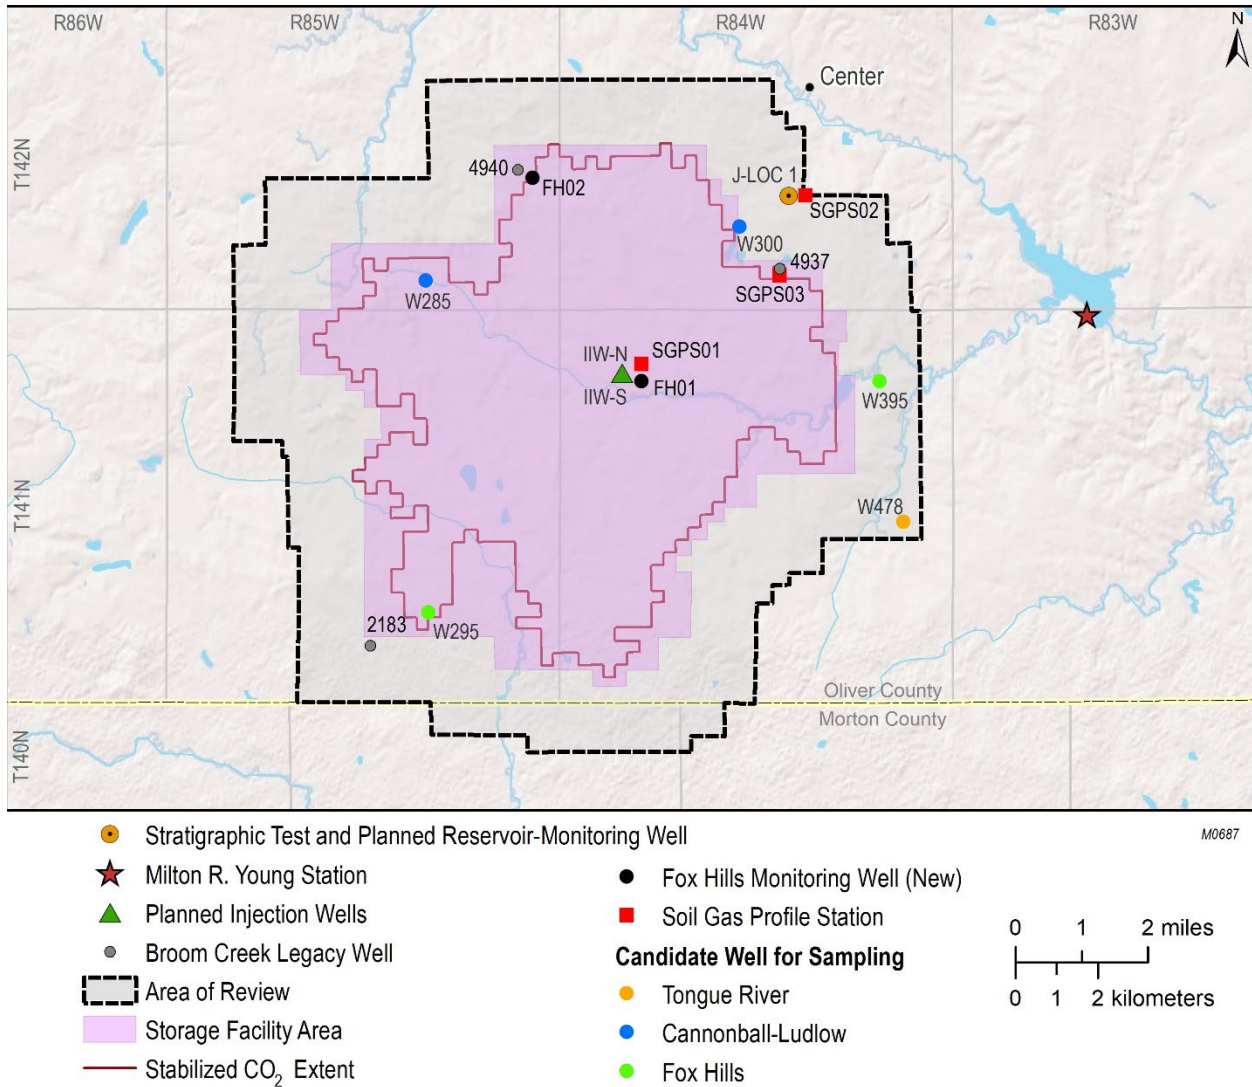 R86W
R85W
R84W
R83W
N
Center
T142N
4940
FH02
J-LOC 1
SGPS02
W300
4937
W285
SGPS03
IIW-N
SGPS01
IIW-S
FH01
W395
T141N
W478
2183
W295
Oliver County
Morton County
T140N
M0687
Stratigraphic Test and Planned Reservoir-Monitoring Well
Milton R. Young Station
Planned Injection Wells
Broom Creek Legacy Well
Area of Review
Storage Facility Area
Stabilized CO2 Extent
Fox Hills Monitoring Well (New)
Soil Gas Profile Station
Candidate Well for Sampling
Tongue River
Cannonball-Ludlow
Fox Hills
0 1 2 miles
0 1 2 kilometers